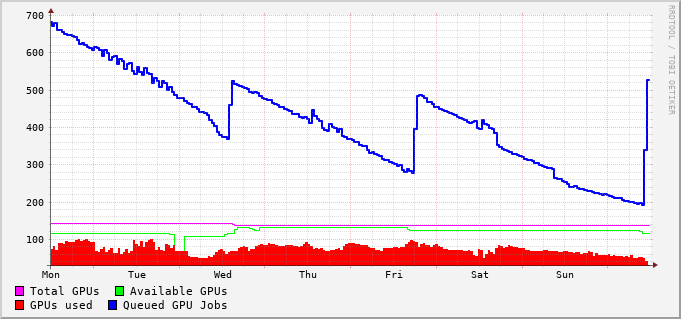 700
600
500
400
300
200
100
Mon Tue Wed Thu Fri Sat Sun
Total GPUs Available GPUs
GPUs used Queued GPU Jobs
RRDTOOL / TOBI OETIKER